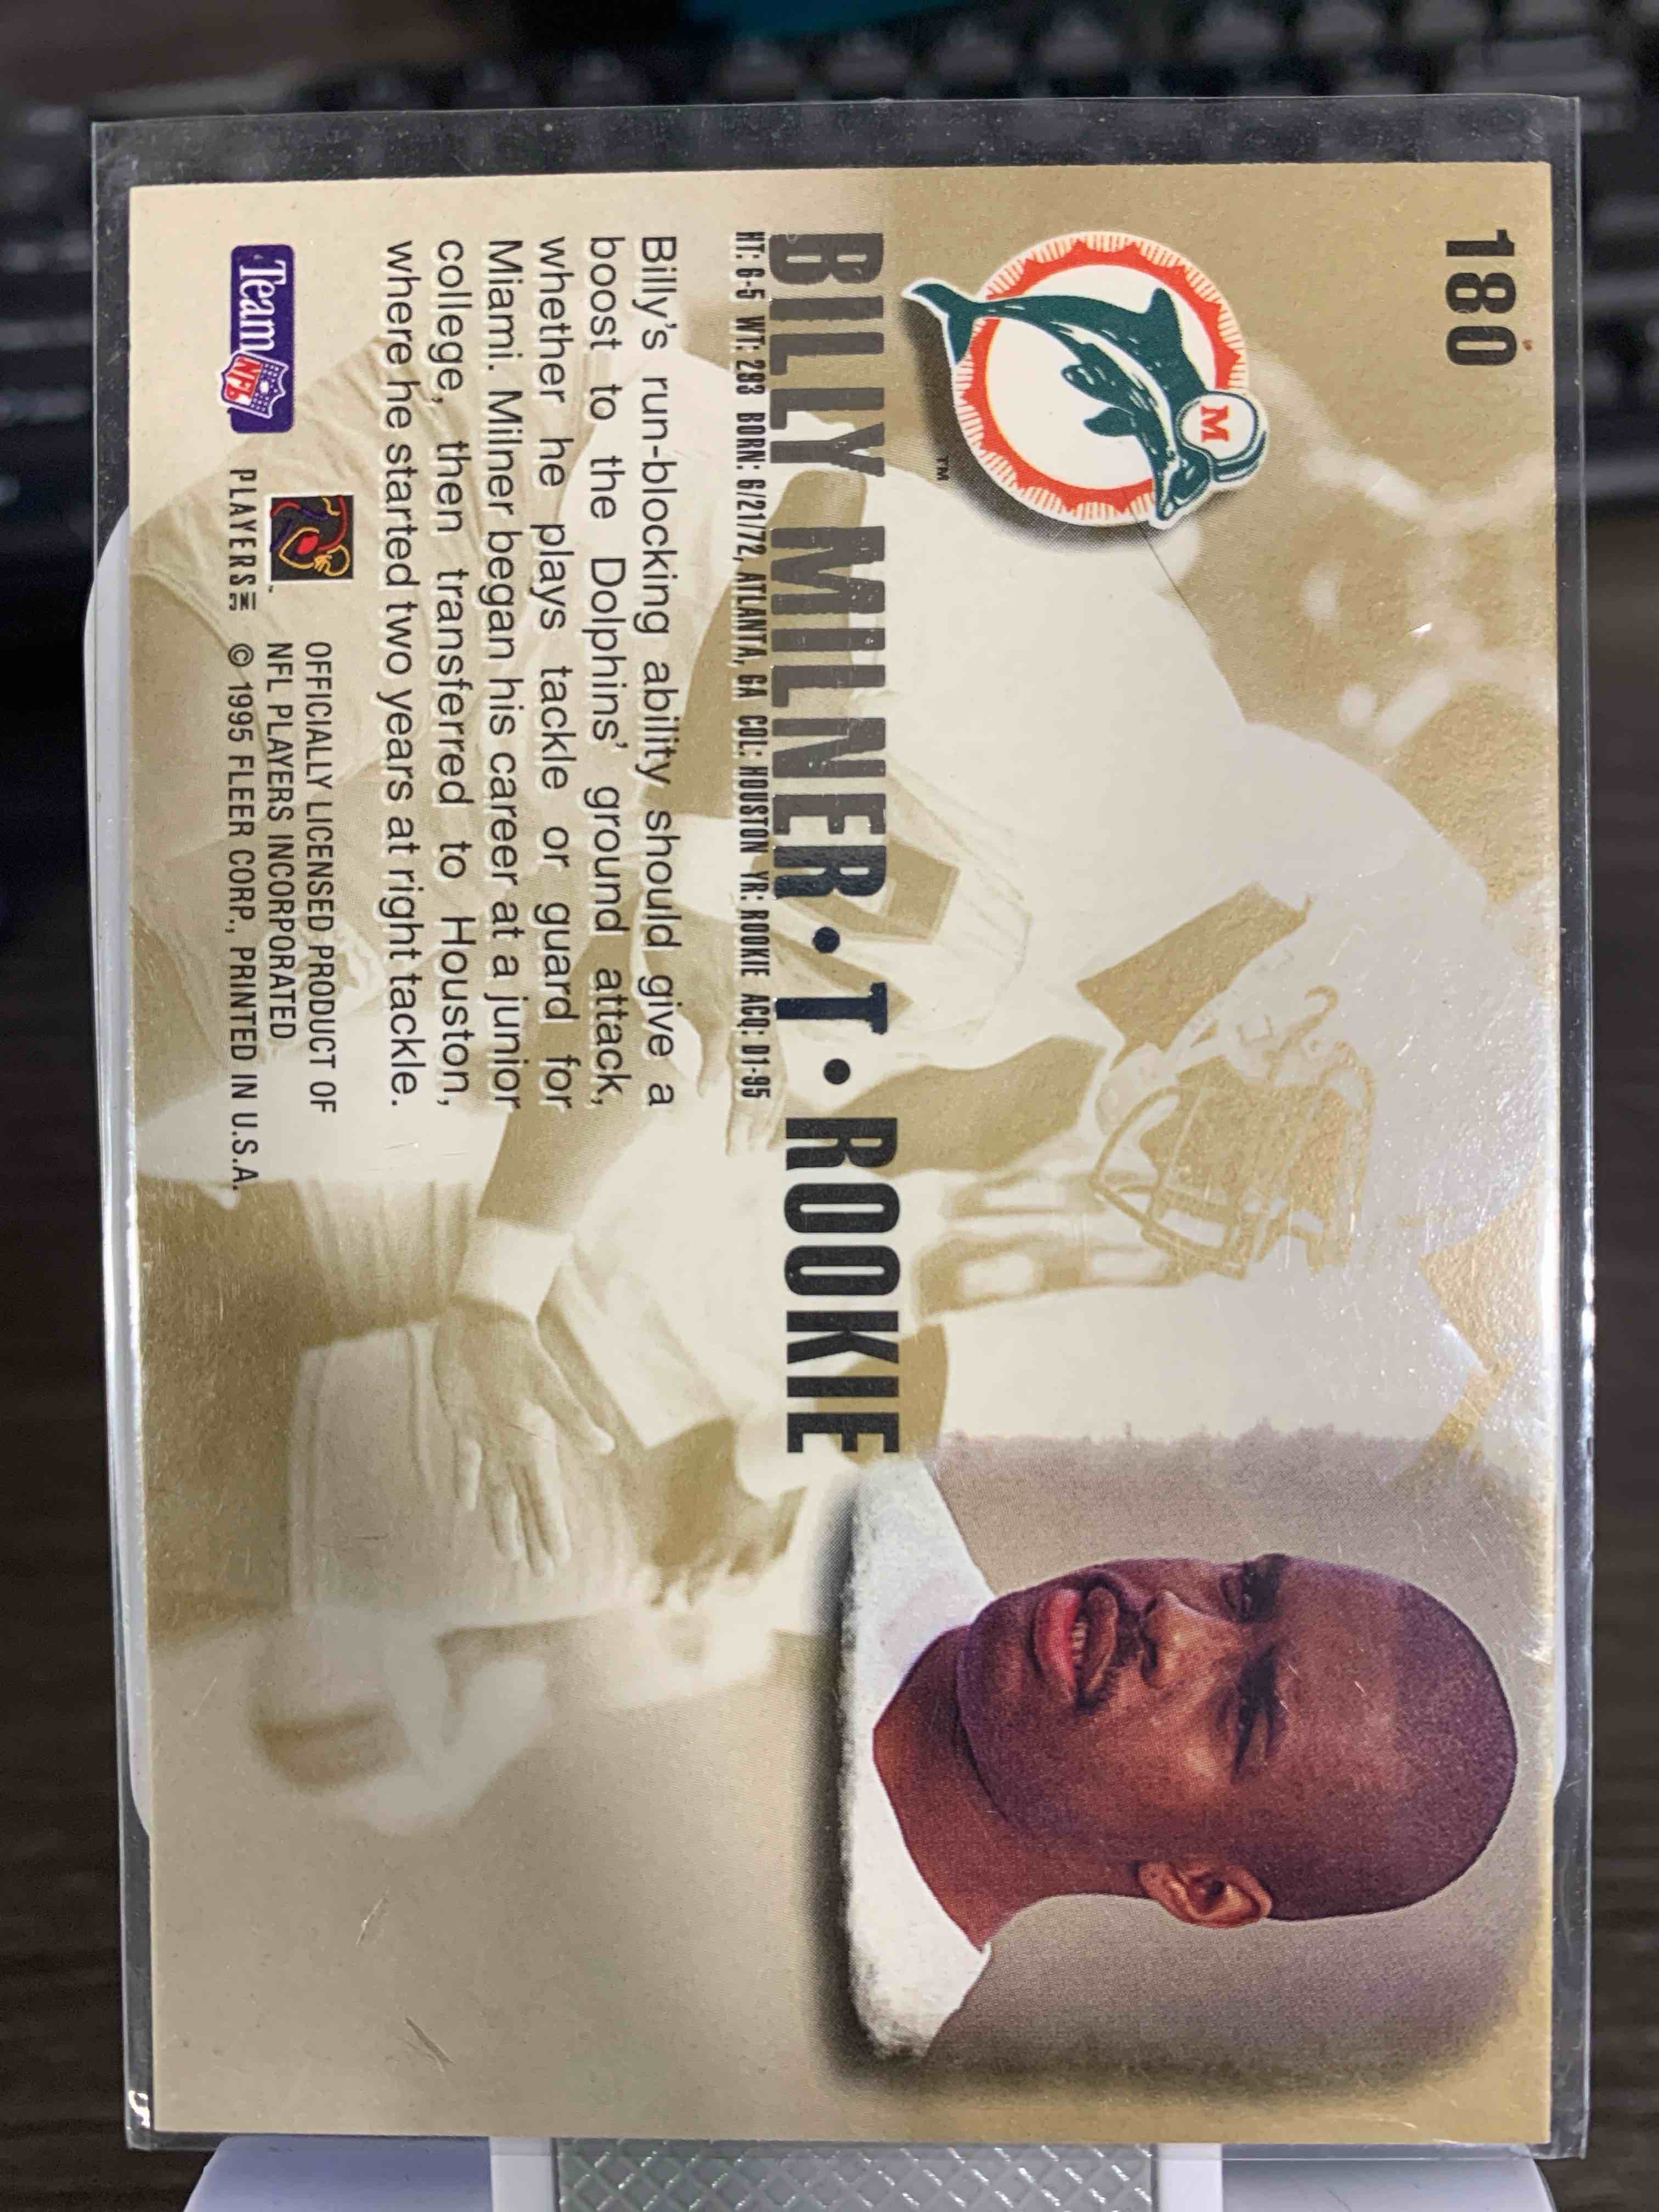 180
M
TM
BILLY MILNER • T • ROOKIE
HT: 6-5 WT: 293 BORN: 6/21/72, ATLANTA, GA COL: HOUSTON YR: ROOKIE ACQ: D1-95
Billy's run-blocking ability should give a
boost to the Dolphins' ground attack,
whether he plays tackle or guard for
Miami. Milner began his career at a junior
college, then transferred to Houston,
where he started two years at right tackle.
Team NFL
PLAYERS INC
OFFICIALLY LICENSED PRODUCT OF
NFL PLAYERS INCORPORATED
© 1995 FLEER CORP., PRINTED IN U.S.A.